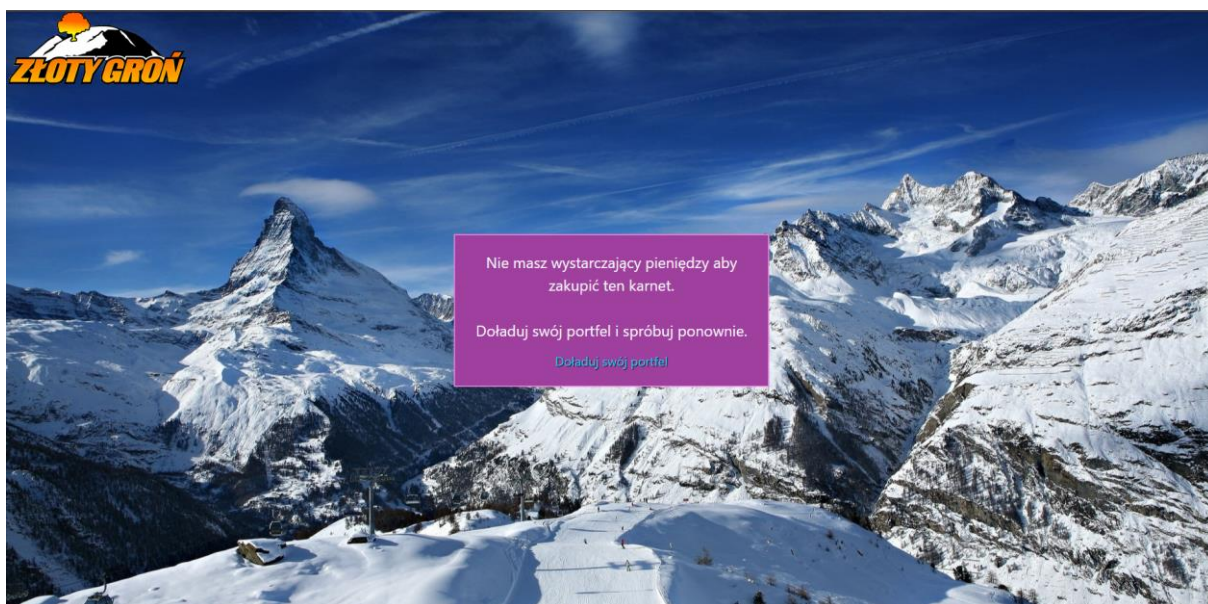 ZŁOTY GROŃ
Nie masz wystarczający pieniędzy aby
zakupić ten karnet.
Doładuj swój portfel i spróbuj ponownie.
Doładuj swój portfel